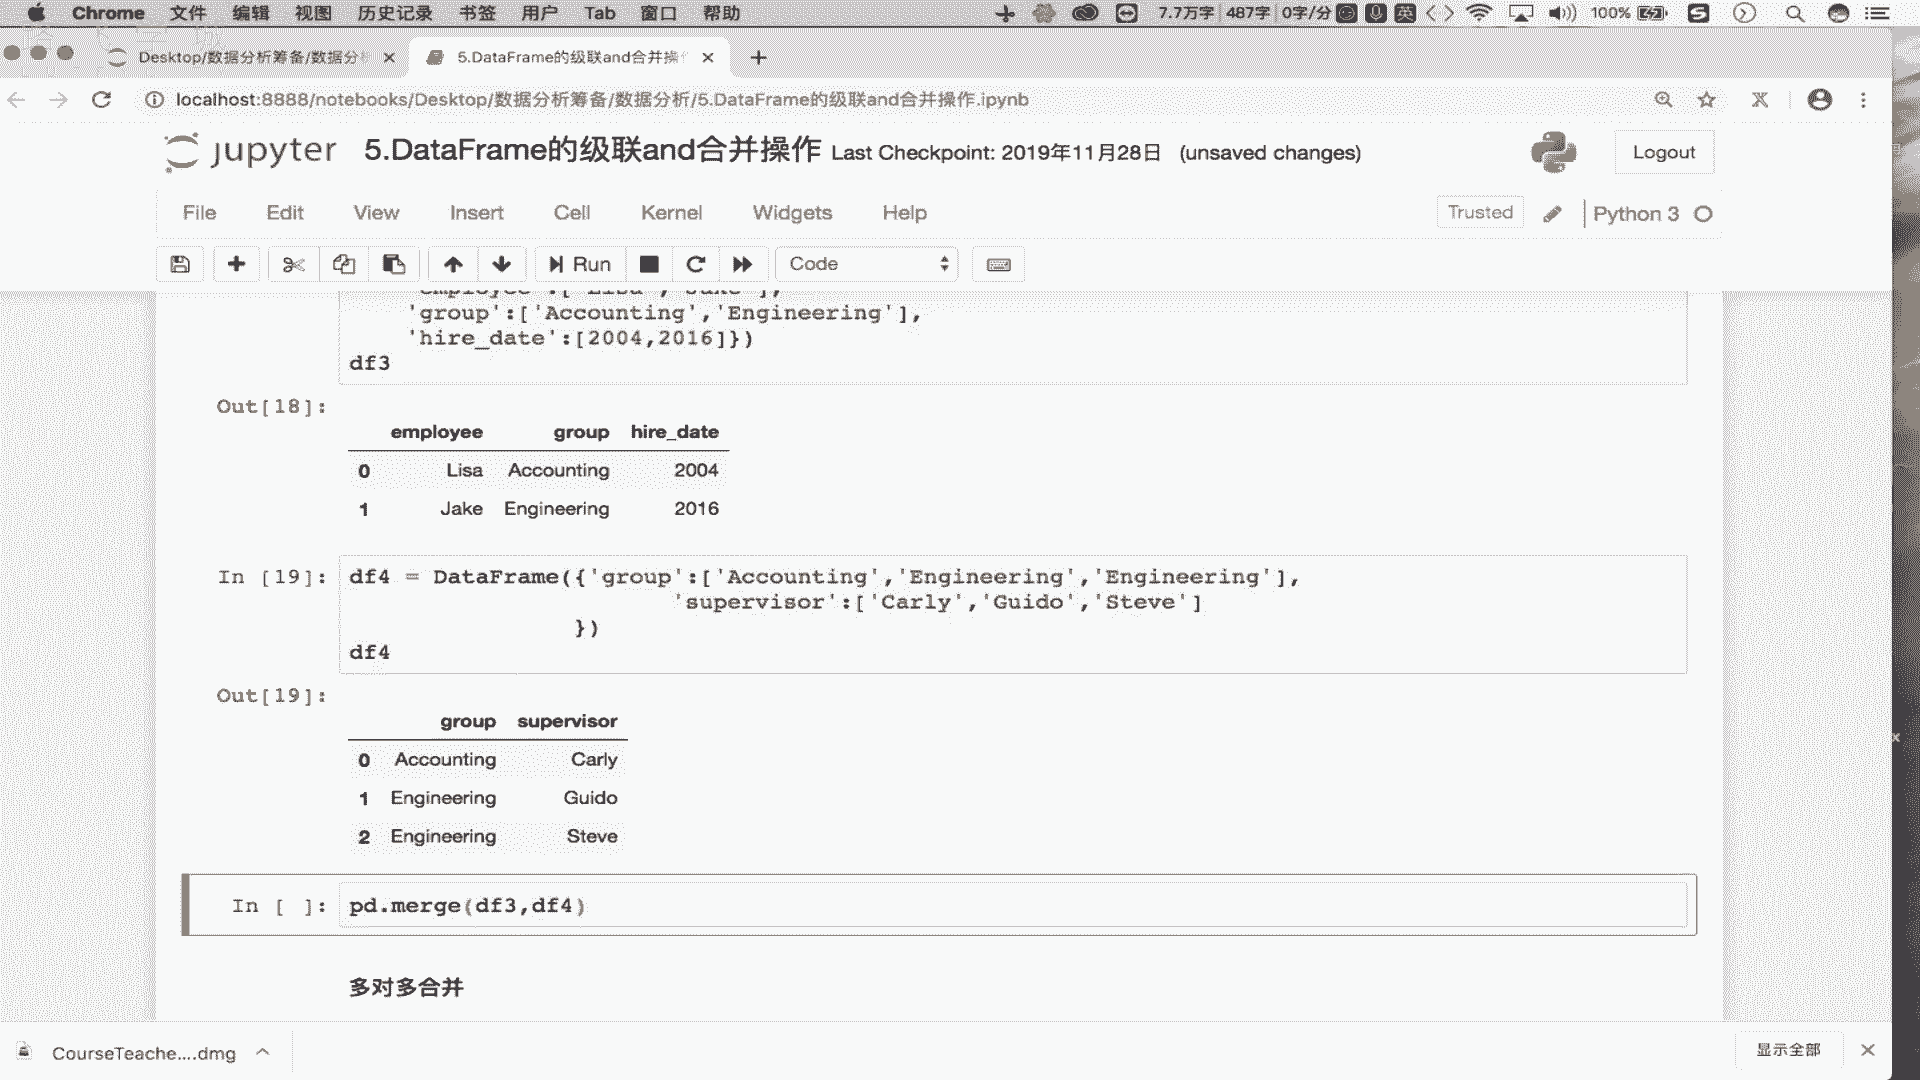 Chrome 文件 编辑 视图 历史记录 书签 用户 Tab 窗口 帮助 7.7万字 487字 0字/分 英 100%
Desktop/数据分析筹备/数据分 5.DataFrame的级联and合并操
localhost:8888/notebooks/Desktop/数据分析筹备/数据分析/5.DataFrame的级联and合并操作.ipynb
jupyter 5.DataFrame的级联and合并操作 Last Checkpoint: 2019年11月28日 (unsaved changes) Logout
File Edit View Insert Cell Kernel Widgets Help Trusted Python 3
Run Code
'employee':['Lisa','Jake'],
'group':['Accounting','Engineering'],
'hire_date':[2004,2016]})
df3
Out[18]:
employee group hire_date
0 Lisa Accounting 2004
1 Jake Engineering 2016
In [19]: df4 = DataFrame({'group':['Accounting','Engineering','Engineering'],
'supervisor':['Carly','Guido','Steve']
})
df4
Out[19]:
group supervisor
0 Accounting Carly
1 Engineering Guido
2 Engineering Steve
In [ ]: pd.merge(df3,df4)
多对多合并
CourseTeache....dmg 显示全部